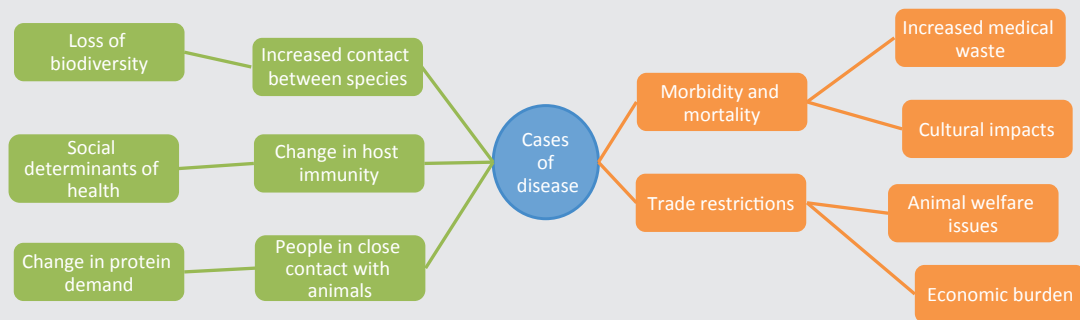 Loss of
biodiversity
Increased contact
between species
Social
determinants of
health
Change in host
immunity
Change in protein
demand
People in close
contact with
animals
Cases
of
disease
Morbidity and
mortality
Trade restrictions
Increased medical
waste
Cultural impacts
Animal welfare
issues
Economic burden